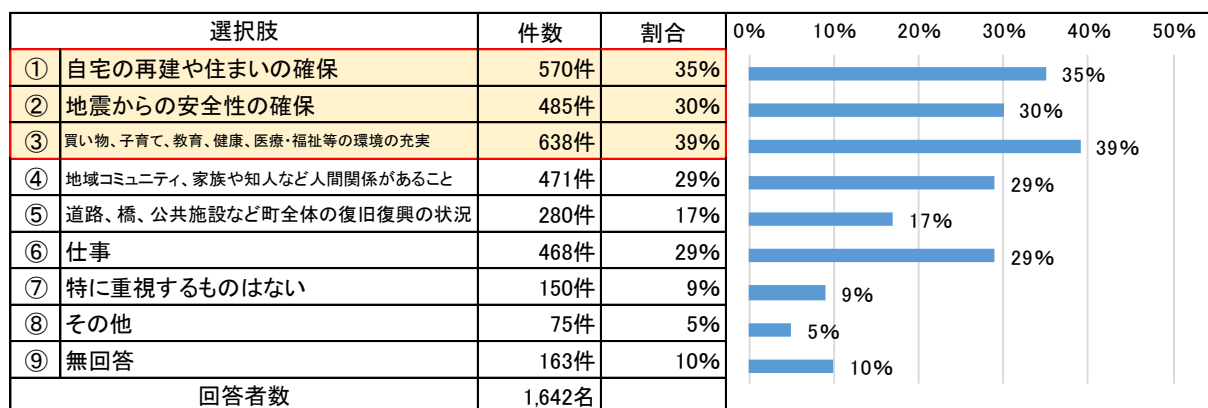 選択肢 件数 割合
① 自宅の再建や住まいの確保 570件 35%
② 地震からの安全性の確保 485件 30%
③ 買い物、子育て、教育、健康、医療・福祉等の環境の充実 638件 39%
④ 地域コミュニティ、家族や知人など人間関係があること 471件 29%
⑤ 道路、橋、公共施設など町全体の復旧復興の状況 280件 17%
⑥ 仕事 468件 29%
⑦ 特に重視するものはない 150件 9%
⑧ その他 75件 5%
⑨ 無回答 163件 10%
回答者数 1,642名
0% 10% 20% 30% 40% 50%
35%
30%
39%
29%
17%
29%
9%
5%
10%